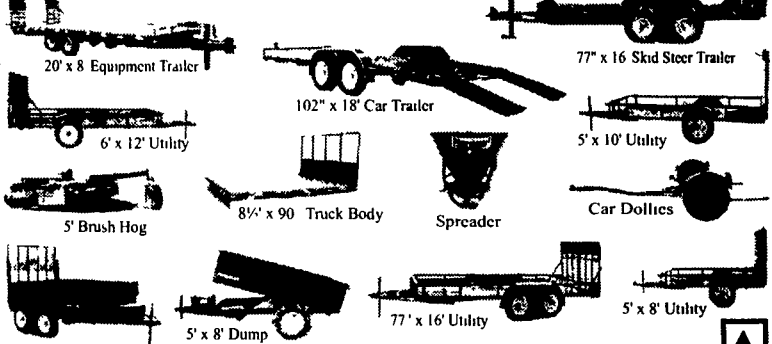 20' x 8 Equipment Trailer
77" x 16 Skid Steer Trailer
102" x 18' Car Trailer
6' x 12' Utility
5' x 10' Utility
5' Brush Hog
8½' x 90 Truck Body
Spreader
Car Dollies
5' x 8' Dump
77 ' x 16' Utility
5' x 8' Utility